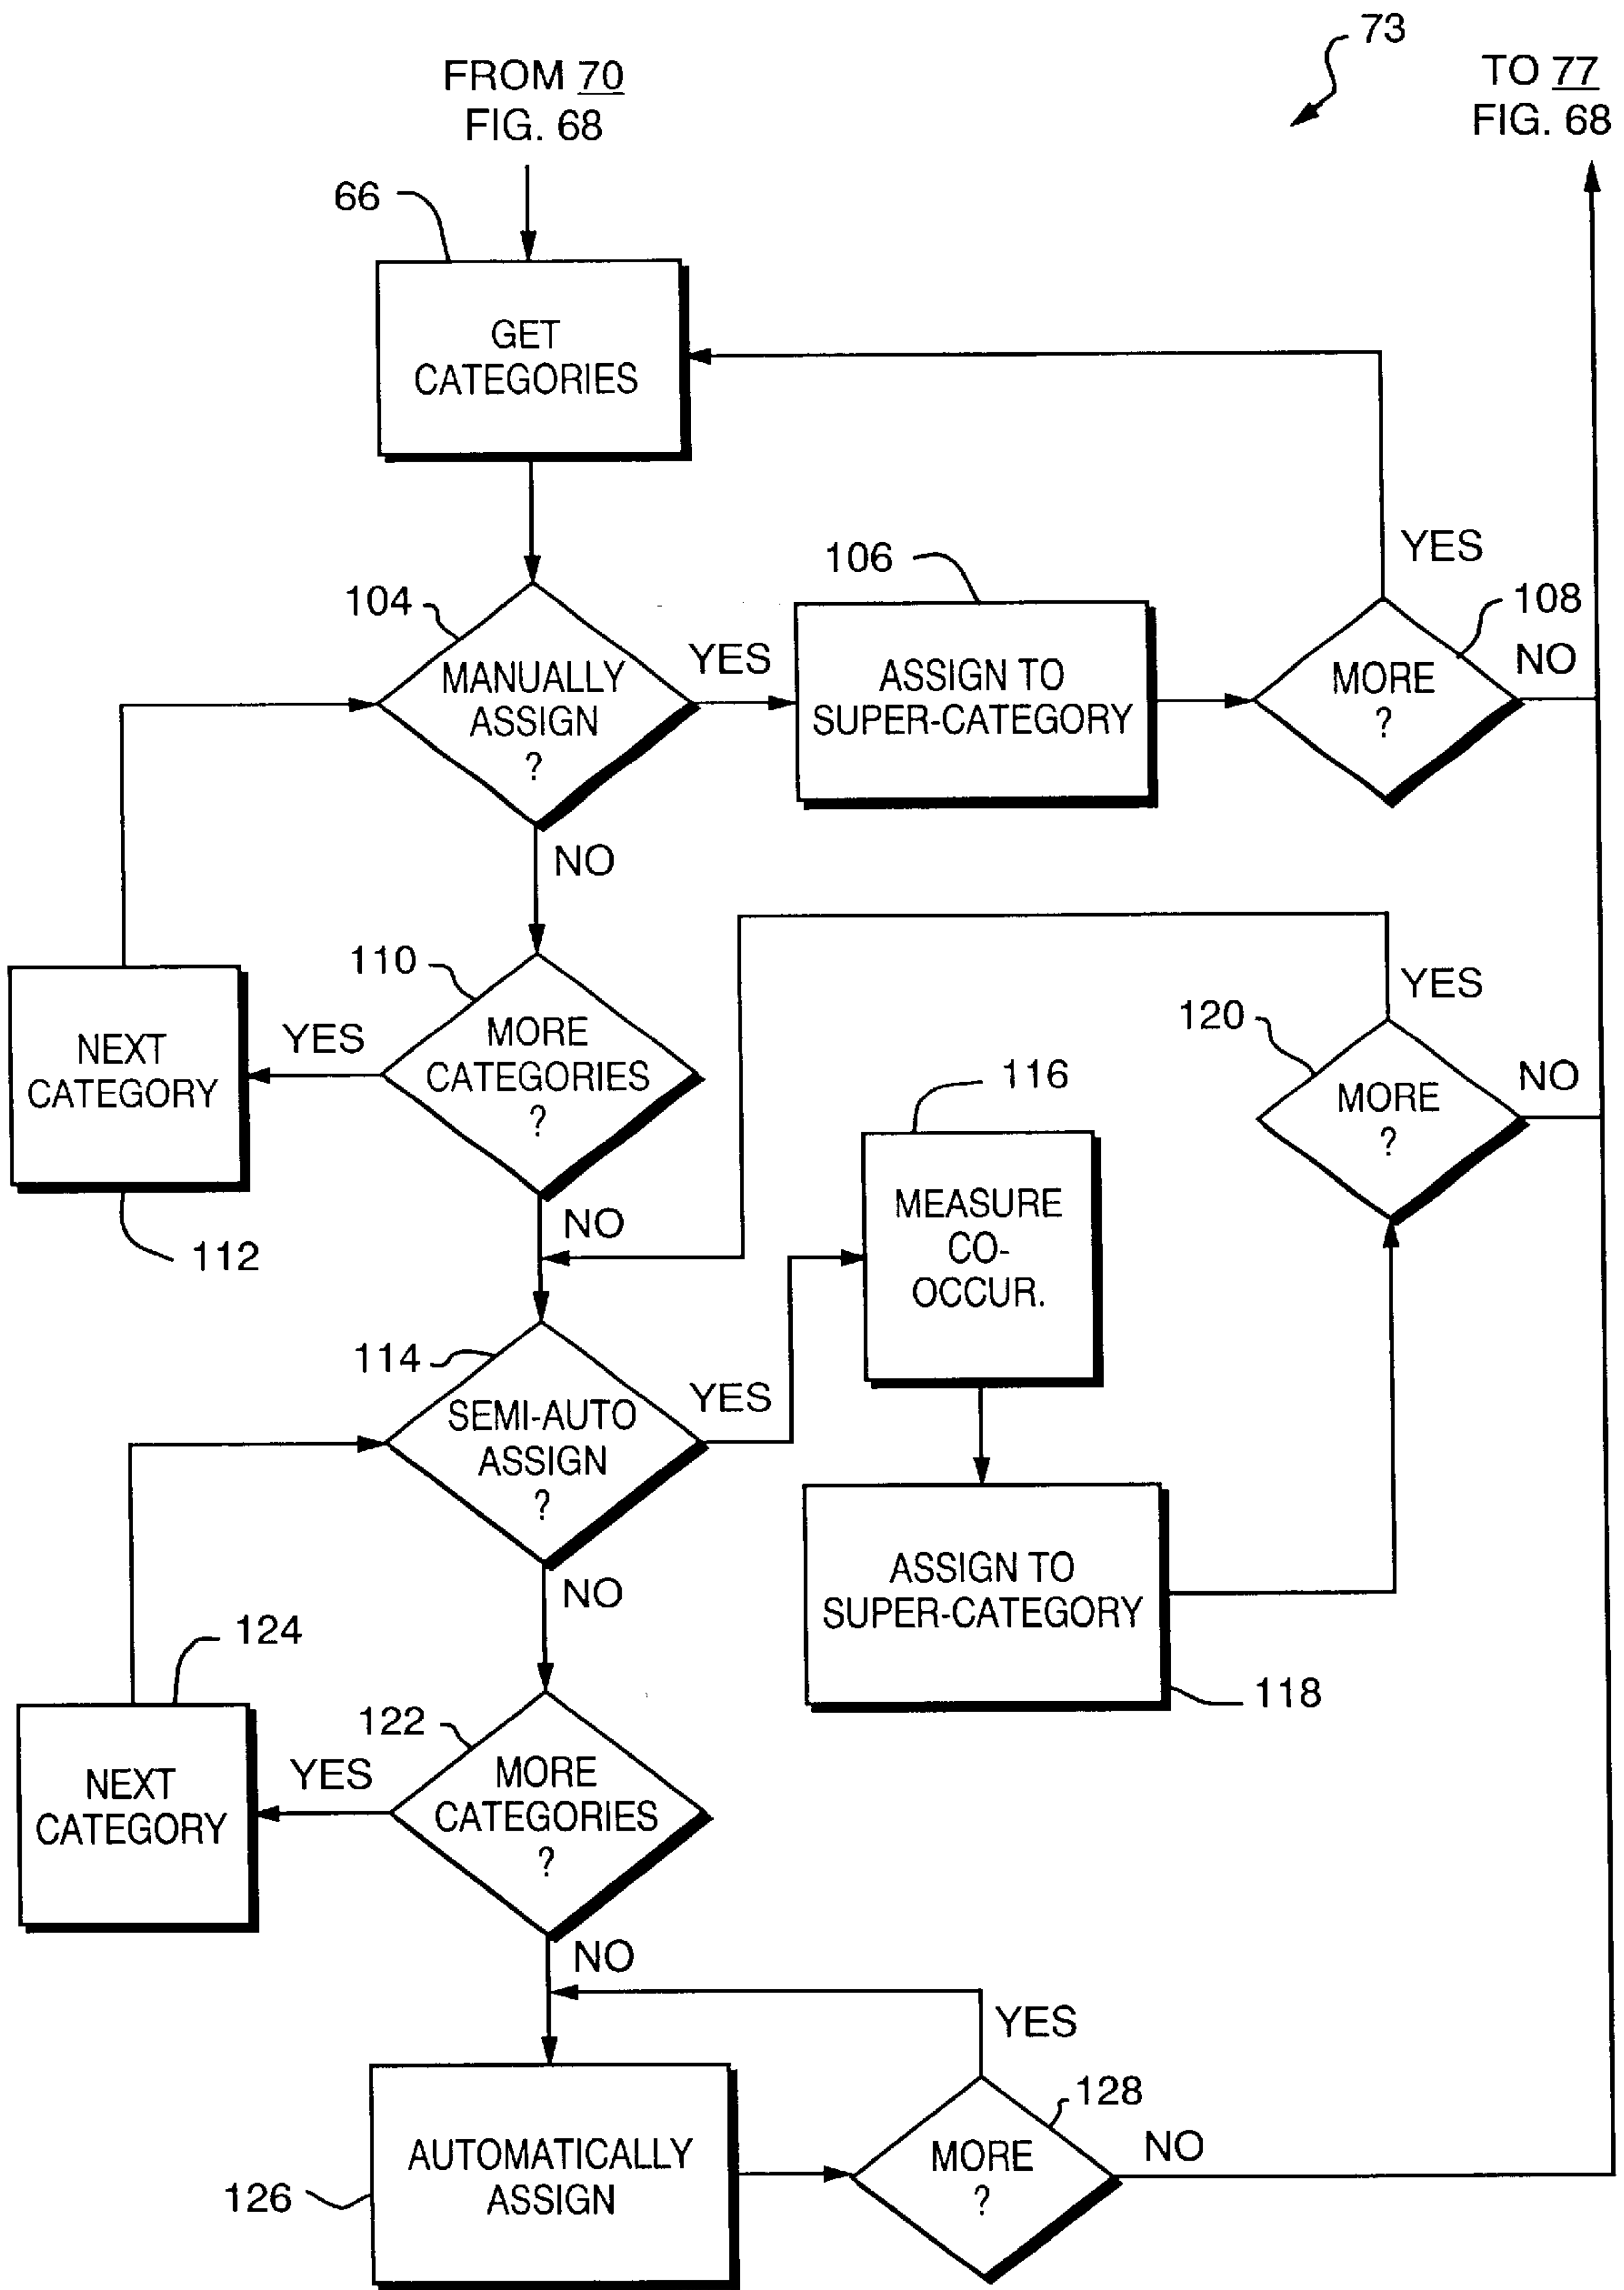 73
FROM 70
FIG. 68
TO 77
FIG. 68
66
GET
CATEGORIES
YES
106
104
108
MANUALLY
ASSIGN
?
YES
ASSIGN TO
SUPER-CATEGORY
MORE
?
NO
NO
110
YES
120
NEXT
CATEGORY
YES
MORE
CATEGORIES
?
116
MORE
?
NO
112
NO
MEASURE
CO-
OCCUR.
114
SEMI-AUTO
ASSIGN
?
YES
NO
ASSIGN TO
SUPER-CATEGORY
118
124
122
NEXT
CATEGORY
YES
MORE
CATEGORIES
?
NO
YES
128
AUTOMATICALLY
ASSIGN
126
MORE
?
NO